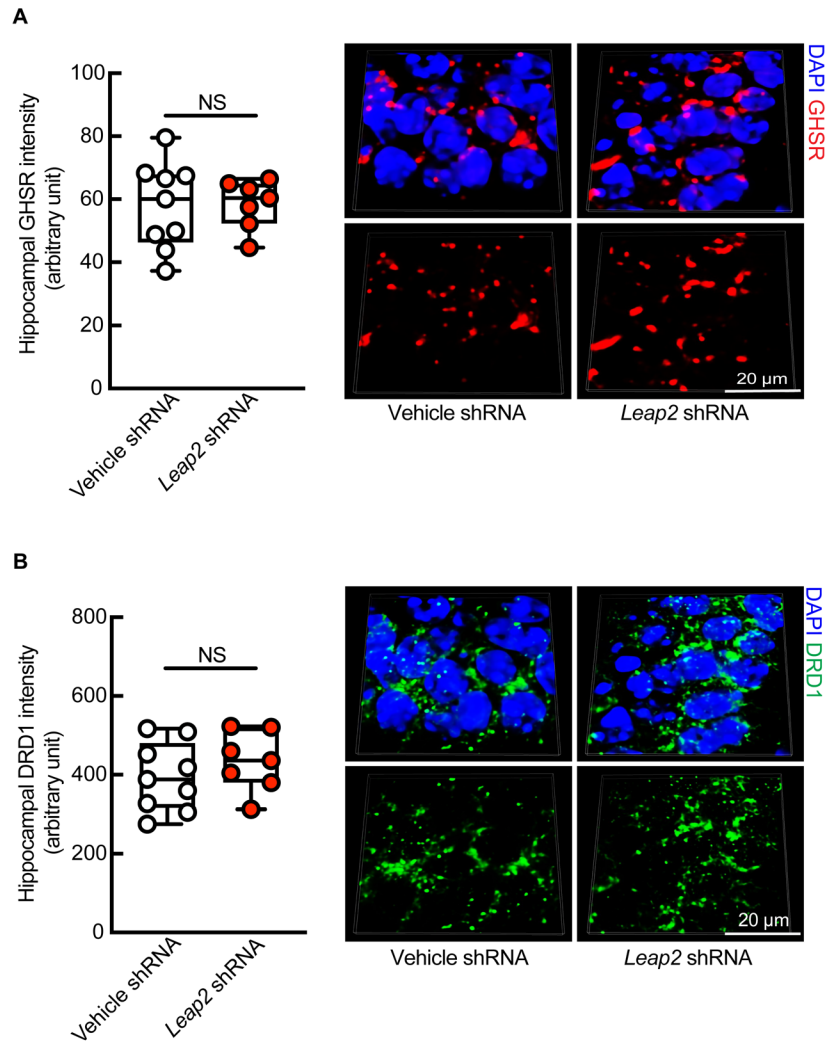 A
Hippocampal GHSR intensity
(arbitrary unit)
100
80
60
40
20
0
NS
Vehicle shRNA
Leap2 shRNA
DAPI GHSR
20 µm
Vehicle shRNA
Leap2 shRNA
B
Hippocampal DRD1 intensity
(arbitrary unit)
800
600
400
200
0
NS
Vehicle shRNA
Leap2 shRNA
DAPI DRD1
20 µm
Vehicle shRNA
Leap2 shRNA